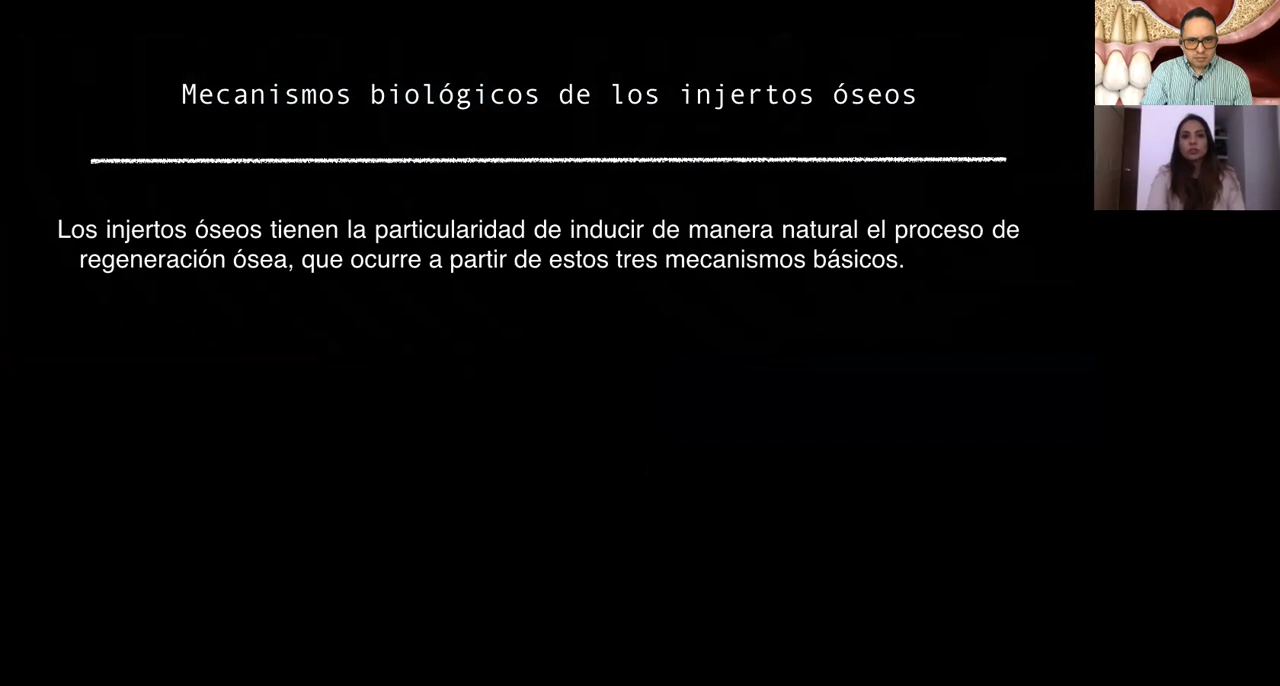 Mecanismos biológicos de los injertos óseos
Los injertos óseos tienen la particularidad de inducir de manera natural el proceso de
regeneración ósea, que ocurre a partir de estos tres mecanismos básicos.